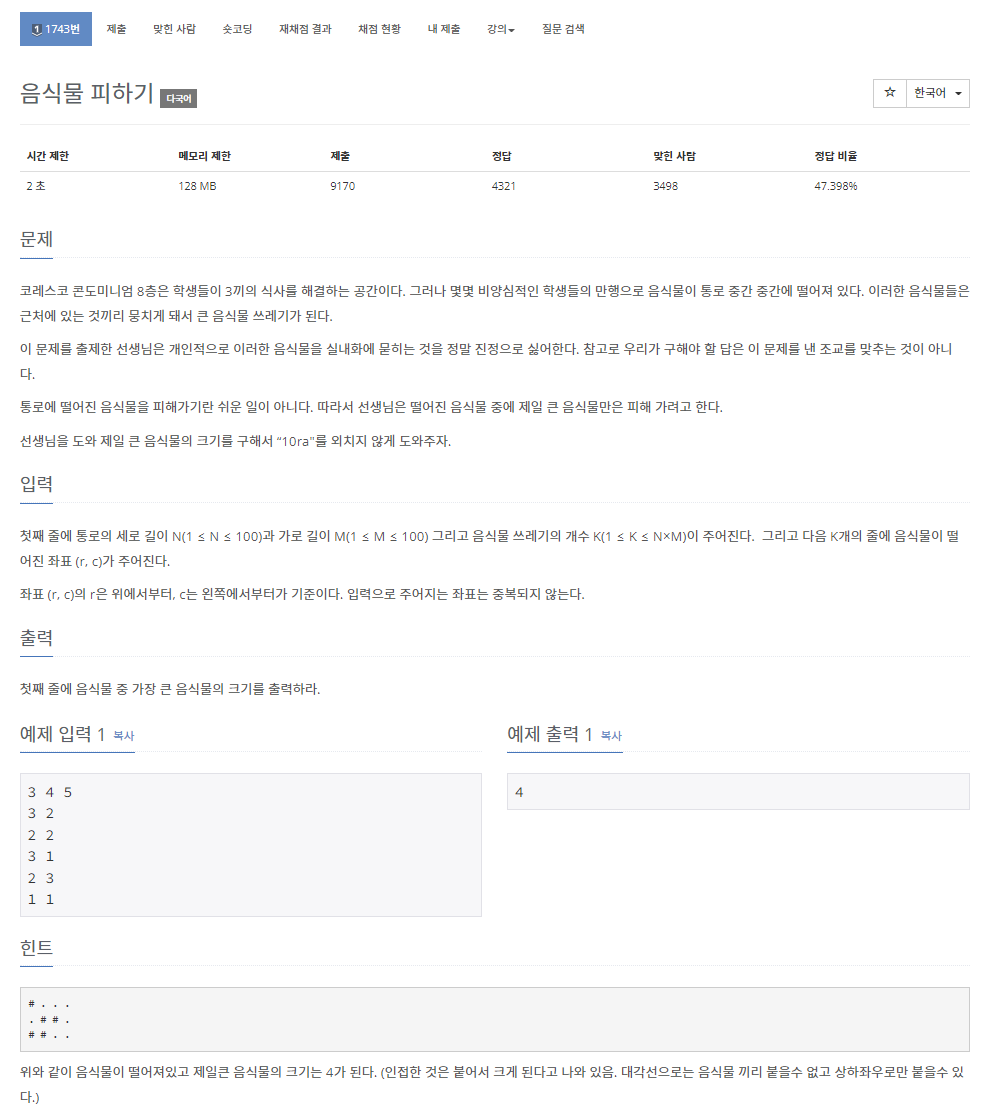 1 1743번 제출 맞힌 사람 숏코딩 재채점 결과 채점 현황 내 제출 강의 질문 검색
음식물 피하기 다국어
☆ 한국어
시간 제한 메모리 제한 제출 정답 맞힌 사람 정답 비율
2 초 128 MB 9170 4321 3498 47.398%
문제
코레스코 콘도미니엄 8층은 학생들이 3끼의 식사를 해결하는 공간이다. 그러나 몇몇 비양심적인 학생들의 만행으로 음식물이 통로 중간 중간에 떨어져 있다. 이러한 음식물들은
근처에 있는 것끼리 뭉치게 돼서 큰 음식물 쓰레기가 된다.
이 문제를 출제한 선생님은 개인적으로 이러한 음식물을 실내화에 묻히는 것을 정말 진정으로 싫어한다. 참고로 우리가 구해야 할 답은 이 문제를 낸 조교를 맞추는 것이 아니
다.
통로에 떨어진 음식물을 피해가기란 쉬운 일이 아니다. 따라서 선생님은 떨어진 음식물 중에 제일 큰 음식물만은 피해 가려고 한다.
선생님을 도와 제일 큰 음식물의 크기를 구해서 “10ra"를 외치지 않게 도와주자.
입력
첫째 줄에 통로의 세로 길이 N(1 ≤ N ≤ 100)과 가로 길이 M(1 ≤ M ≤ 100) 그리고 음식물 쓰레기의 개수 K(1 ≤ K ≤ N×M)이 주어진다.  그리고 다음 K개의 줄에 음식물이 떨
어진 좌표 (r, c)가 주어진다.
좌표 (r, c)의 r은 위에서부터, c는 왼쪽에서부터가 기준이다. 입력으로 주어지는 좌표는 중복되지 않는다.
출력
첫째 줄에 음식물 중 가장 큰 음식물의 크기를 출력하라.
예제 입력 1 복사
3 4 5
3 2
2 2
3 1
2 3
1 1
예제 출력 1 복사
4
힌트
# . . .
. # # .
# # . .
위와 같이 음식물이 떨어져있고 제일큰 음식물의 크기는 4가 된다. (인접한 것은 붙어서 크게 된다고 나와 있음. 대각선으로는 음식물 끼리 붙을수 없고 상하좌우로만 붙을수 있
다.)